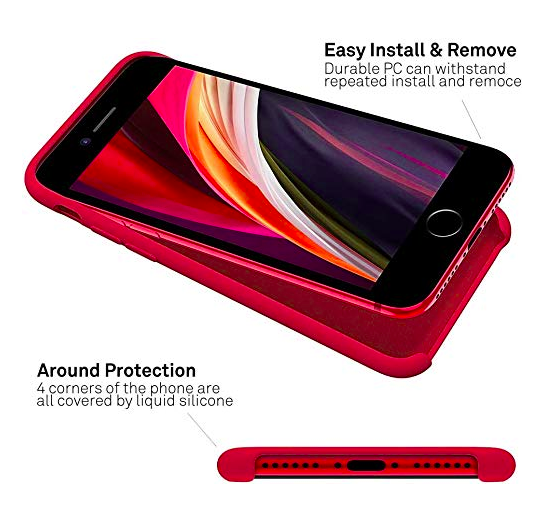 Easy Install & Remove
Durable PC can withstand
repeated install and remoce
Around Protection
4 corners of the phone are
all covered by liquid silicone